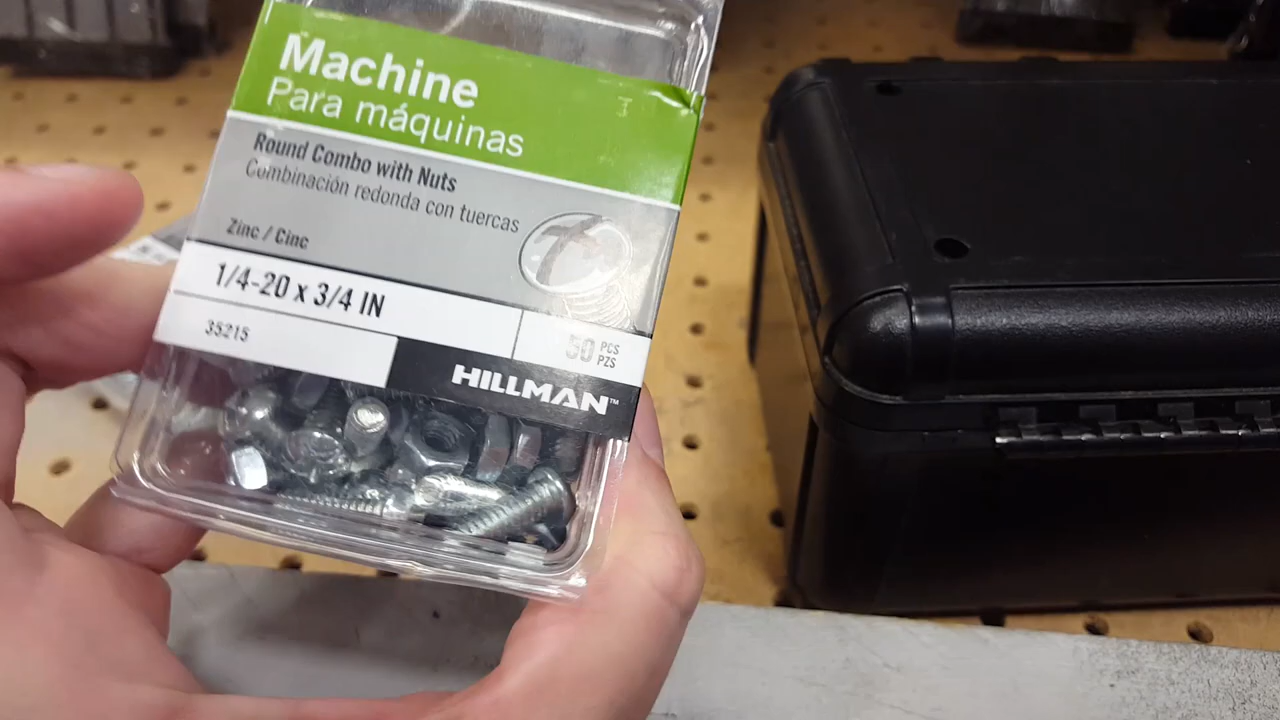 Machine
Para máquinas
Round Combo with Nuts
Combinación redonda con tuercas
Zinc / Cinc
1/4-20 x 3/4 IN
35215
50 PCS
PZS
HILLMAN™